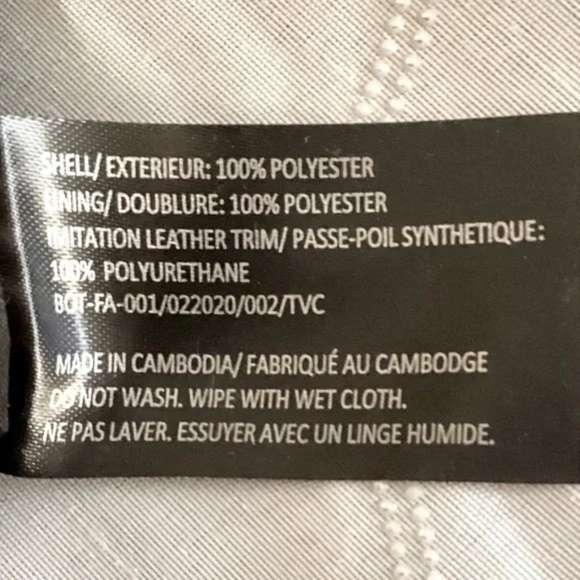 SHELL/ EXTERIEUR: 100% POLYESTER
LINING/ DOUBLURE: 100% POLYESTER
IMITATION LEATHER TRIM/ PASSE-POIL SYNTHETIQUE:
100% POLYURETHANE
BOT-FA-001/022020/002/TVC
MADE IN CAMBODIA/ FABRIQUÉ AU CAMBODGE
DO NOT WASH. WIPE WITH WET CLOTH.
NE PAS LAVER. ESSUYER AVEC UN LINGE HUMIDE.